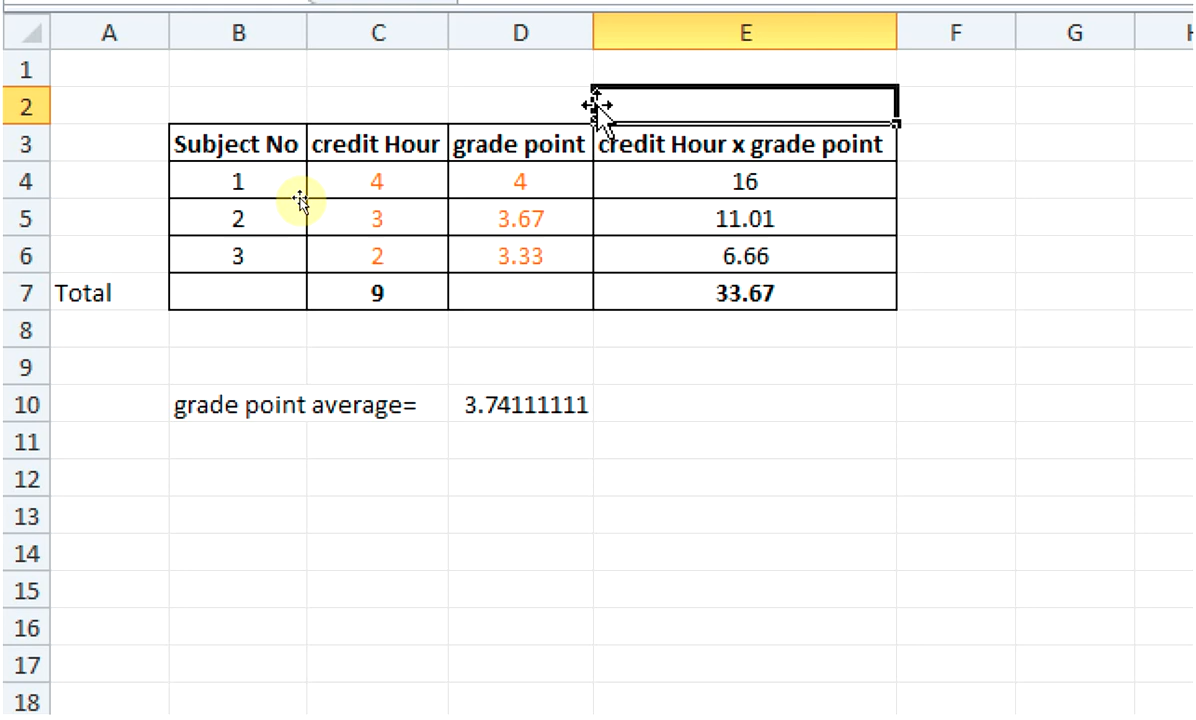 A B C D E F G
1
2
3 Subject No credit Hour grade point credit Hour x grade point
4 1 4 4 16
5 2 3 3.67 11.01
6 3 2 3.33 6.66
7 Total 9 33.67
8
9
10 grade point average= 3.74111111
11
12
13
14
15
16
17
18